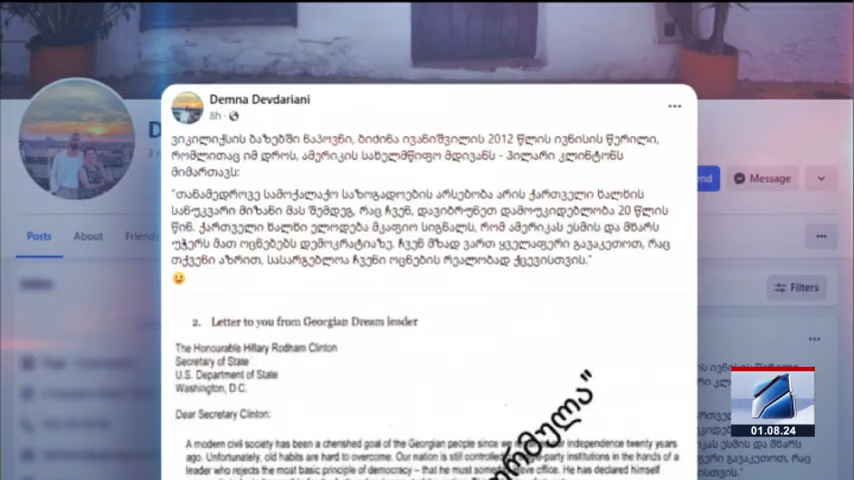 Demna Devdariani
8h
ვიკილიქსის ბაზებში ნაპოვნი, ბიძინა ივანიშვილის 2012 წლის ივნისის წერილი,
რომლითაც იმ დროს, ამერიკის სახელმწიფო მდივანს - ჰილარი კლინტონს
მიმართავს:
"თანამედროვე სამოქალაქო საზოგადოების არსებობა არის ქართველი ხალხის
სანუკვარი მიზანი მას შემდეგ, რაც ჩვენ, დავიბრუნეთ დამოუკიდებლობა 20 წლის
წინ. ქართველი ხალხი ელოდება მკაფიო სიგნალს, რომ ამერიკას ესმის და მხარს
უჭერს მათ ოცნებებს დემოკრატიაზე. ჩვენ მზად ვართ ყველაფერი გავაკეთოთ, რაც
თქვენი აზრით, სასარგებლოა ჩვენი ოცნების რეალობად ქცევისთვის."
2. Letter to you from Georgian Dream leader
The Honourable Hillary Rodham Clinton
Secretary of State
U.S. Department of State
Washington, D.C.
Dear Secretary Clinton:
A modern civil society has been a cherished goal of the Georgian people since independence twenty years
ago. Unfortunately, old habits are hard to overcome. Our nation is still controlled party institutions in the hands of a
leader who rejects the most basic principle of democracy – that he must office. He has declared himself
Message
Posts
About
Friends
Filters
01.08.24